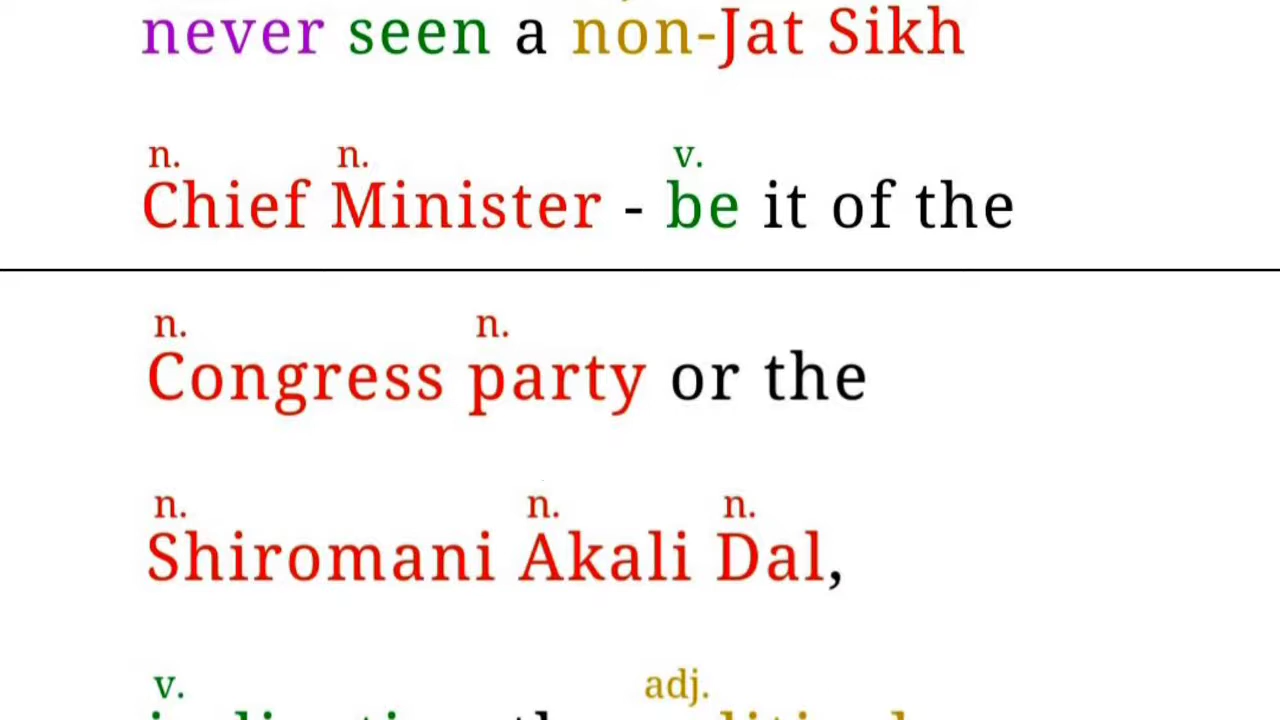 never seen a non-Jat Sikh
n. n. v.
Chief Minister - be it of the
n. n.
Congress party or the
n. n. n.
Shiromani Akali Dal,
v. adj.